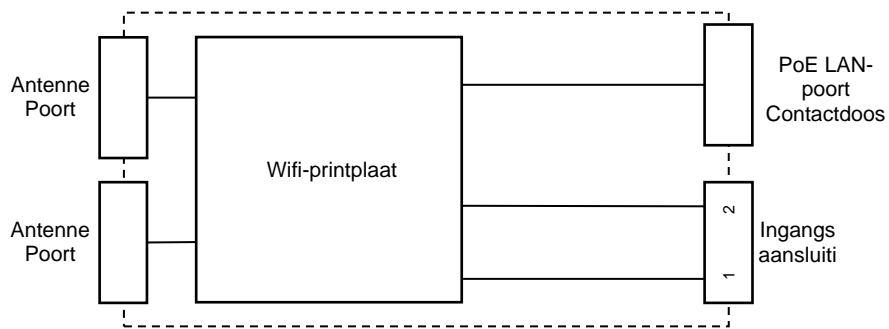 Antenne
Poort
Wifi-printplaat
PoE LAN-
poort
Contactdoos
Antenne
Poort
2
1
Ingangs
aansluiti